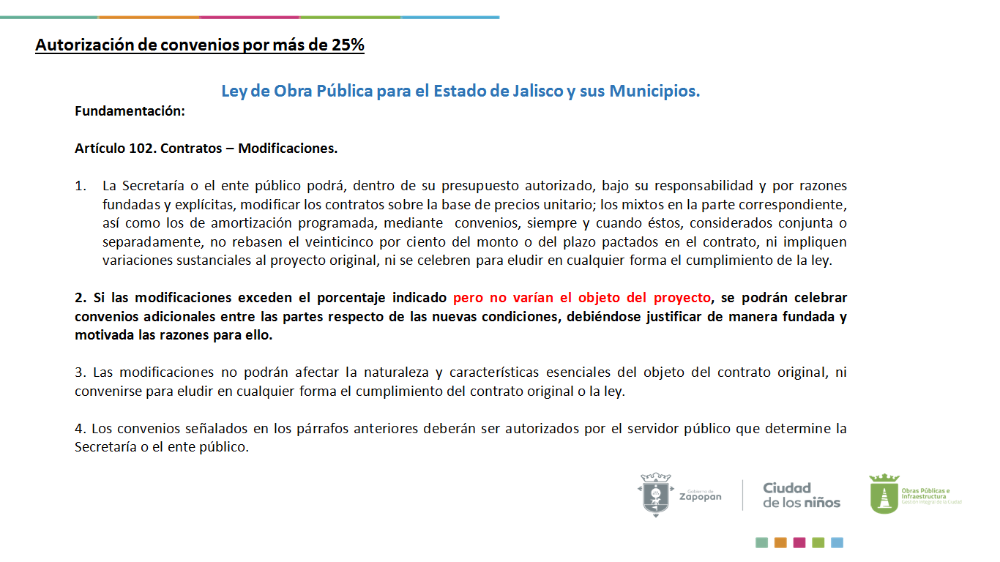 Autorización de convenios por más de 25%
Ley de Obra Pública para el Estado de Jalisco y sus Municipios.
Fundamentación:
Artículo 102. Contratos – Modificaciones.
1. La Secretaría o el ente público podrá, dentro de su presupuesto autorizado, bajo su responsabilidad y por razones
fundadas y explícitas, modificar los contratos sobre la base de precios unitario; los mixtos en la parte correspondiente,
así como los de amortización programada, mediante convenios, siempre y cuando éstos, considerados conjunta o
separadamente, no rebasen el veinticinco por ciento del monto o del plazo pactados en el contrato, ni impliquen
variaciones sustanciales al proyecto original, ni se celebren para eludir en cualquier forma el cumplimiento de la ley.
2. Si las modificaciones exceden el porcentaje indicado pero no varían el objeto del proyecto, se podrán celebrar
convenios adicionales entre las partes respecto de las nuevas condiciones, debiéndose justificar de manera fundada y
motivada las razones para ello.
3. Las modificaciones no podrán afectar la naturaleza y características esenciales del objeto del contrato original, ni
convenirse para eludir en cualquier forma el cumplimiento del contrato original o la ley.
4. Los convenios señalados en los párrafos anteriores deberán ser autorizados por el servidor público que determine la
Secretaría o el ente público.
Gobierno de
Zapopan
Ciudad
de los niños
Obras Públicas e
Infraestructura
Gestión Integral de la Ciudad